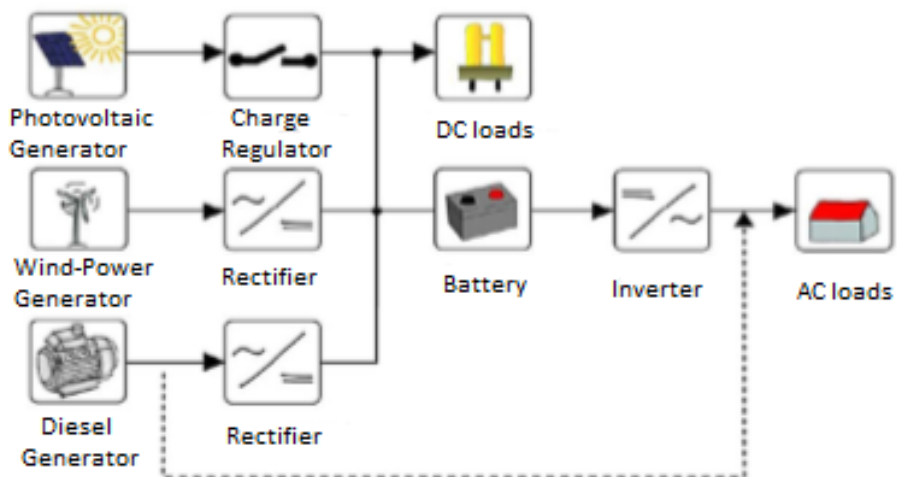 Photovoltaic
Generator
Charge
Regulator
DC loads
Wind-Power
Generator
Rectifier
Battery
Inverter
AC loads
Diesel
Generator
Rectifier